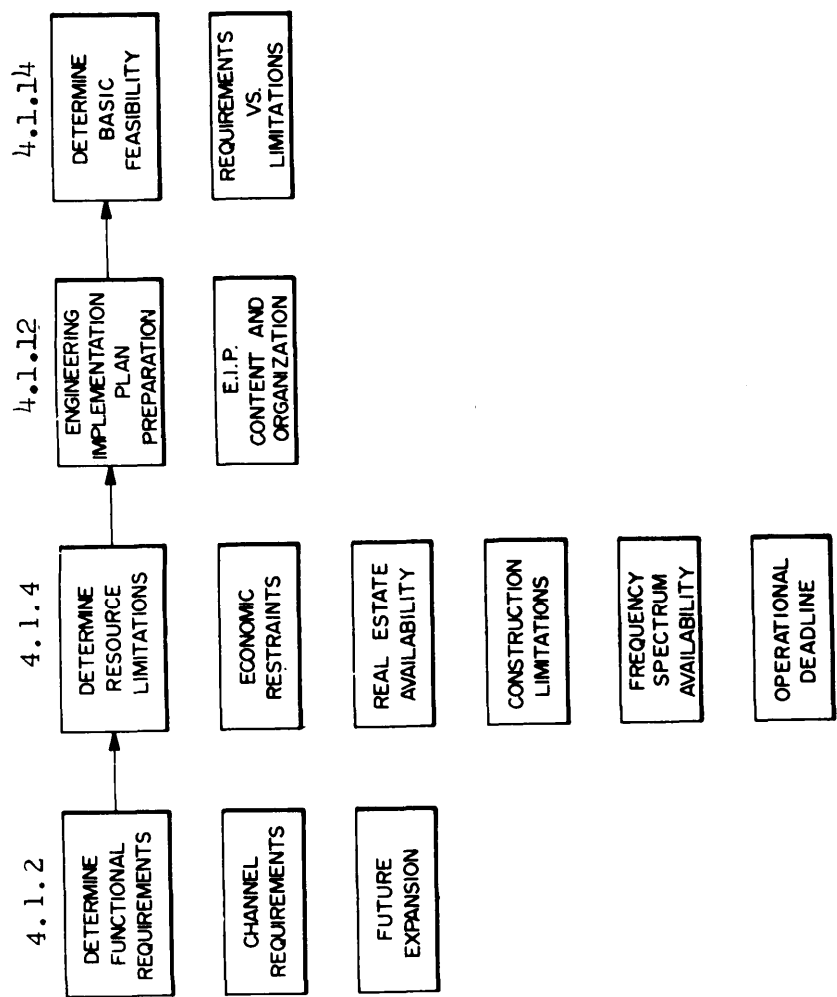 4.1.2
DETERMINE
FUNCTIONAL
REQUIREMENTS
CHANNEL
REQUIREMENTS
FUTURE
EXPANSION
4.1.4
DETERMINE
RESOURCE
LIMITATIONS
ECONOMIC
RESTRAINTS
REAL ESTATE
AVAILABILITY
CONSTRUCTION
LIMITATIONS
FREQUENCY
SPECTRUM
AVAILABILITY
OPERATIONAL
DEADLINE
4.1.12
ENGINEERING
IMPLEMENTATION
PLAN
PREPARATION
E.I.P.
CONTENT AND
ORGANIZATION
4.1.14
DETERMINE
BASIC
FEASIBILITY
REQUIREMENTS
VS.
LIMITATIONS